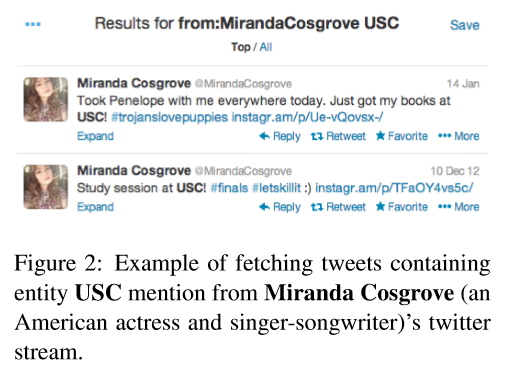 Results for from:MirandaCosgrove USC
Save
Top / All
Miranda Cosgrove @MirandaCosgrove 14 Jan
Took Penelope with me everywhere today. Just got my books at
USC! #trojanslovepuppies instagr.am/p/Ue-vQovsx-/
Expand Reply Retweet Favorite More
Miranda Cosgrove @MirandaCosgrove 10 Dec 12
Study session at USC! #finals #letskillit :) instagr.am/p/TFaOY4vs5c/
Expand Reply Retweet Favorite More
Figure 2: Example of fetching tweets containing
entity USC mention from Miranda Cosgrove (an
American actress and singer-songwriter)'s twitter
stream.